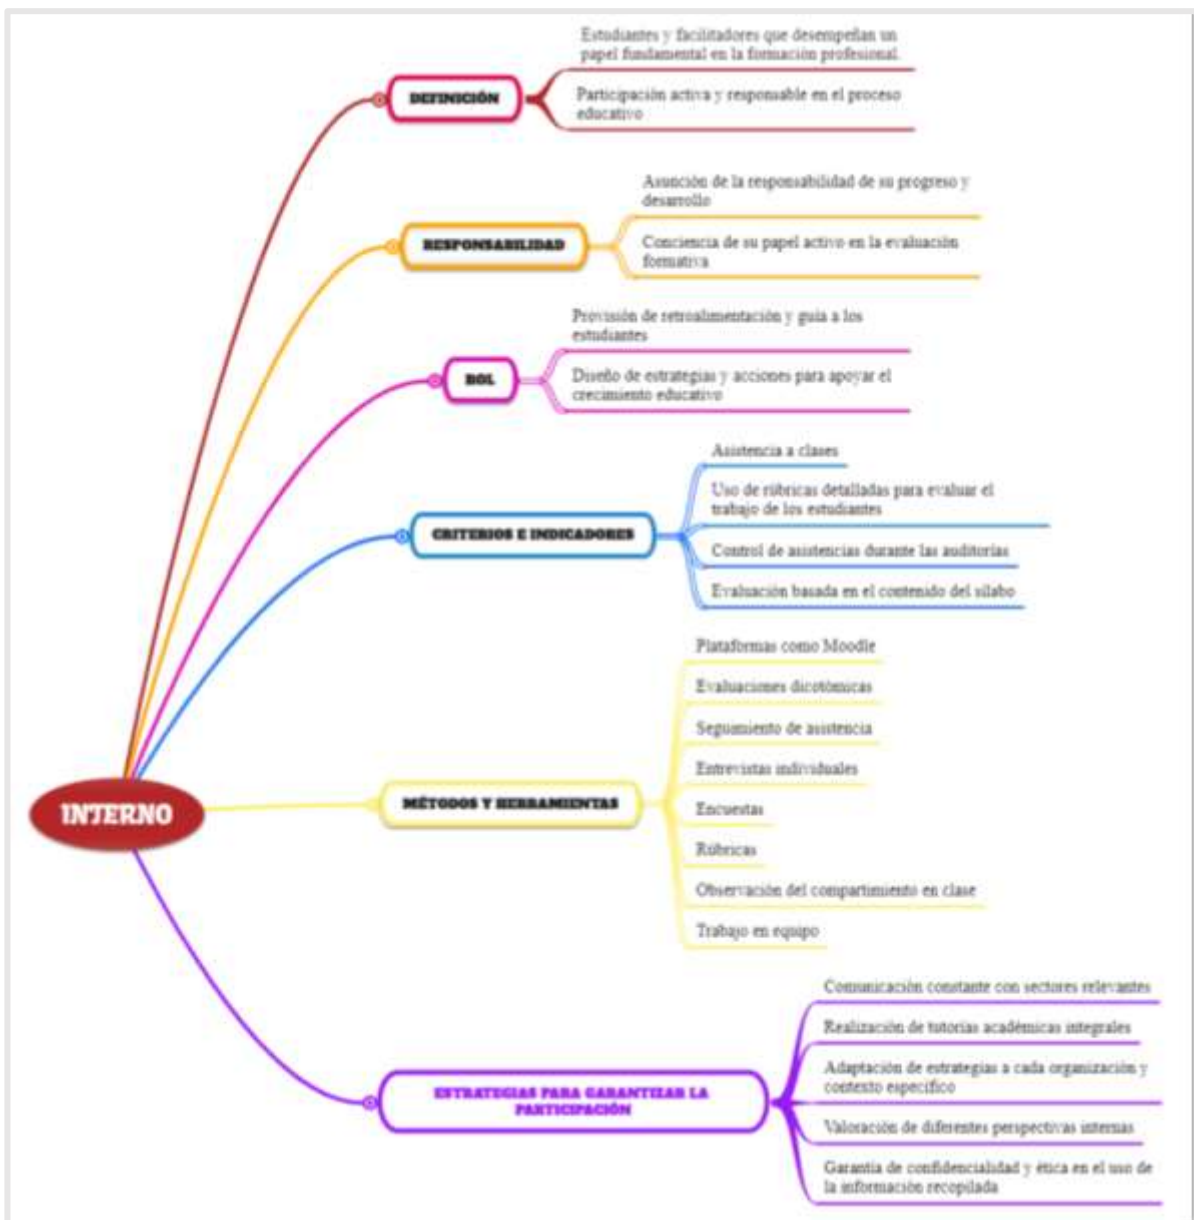 Estudiantes y facilitadores que desempeñan un
papel fundamental en la formación profesional.
DEFINICIÓN
Participación activa y responsable en el proceso
educativo
Asunción de la responsabilidad de su progreso y
desarrollo
RESPONSABILIDAD
Conciencia de su papel activo en la evaluación
formativa
Provisión de retroalimentación y guía a los
estudiantes
ROL
Diseño de estrategias y acciones para apoyar el
crecimiento educativo
Asistencia a clases
Uso de rúbricas detalladas para evaluar el
trabajo de los estudiantes
CRITERIOS E INDICADORES
Control de asistencias durante las auditorías
Evaluación basada en el contenido del sílabo
Plataformas como Moodle
Evaluaciones dicotómicas
Seguimiento de asistencia
Entrevistas individuales
INTERNO
MÉTODOS Y HERRAMIENTAS
Encuestas
Rúbricas
Observación del compartimiento en clase
Trabajo en equipo
Comunicación constante con sectores relevantes
Realización de tutorías académicas integrales
Adaptación de estrategias a cada organización y
contexto específico
ESTRATEGIAS PARA GARANTIZAR LA
PARTICIPACIÓN
Valoración de diferentes perspectivas internas
Garantía de confidencialidad y ética en el uso de
la información recopilada